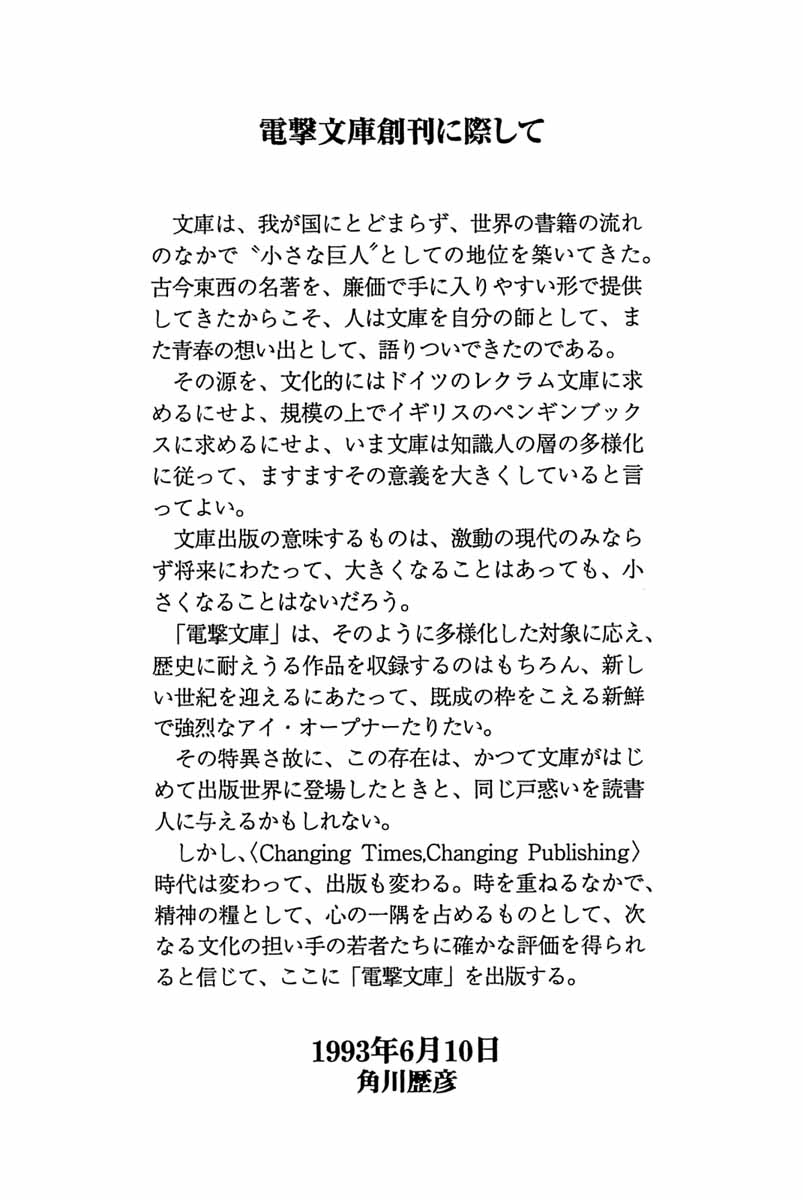 電撃文庫創刊に際して
　文庫は、我が国にとどまらず、世界の書籍の流れ
のなかで〝小さな巨人〟としての地位を築いてきた。
古今東西の名著を、廉価で手に入りやすい形で提供
してきたからこそ、人は文庫を自分の師として、ま
た青春の想い出として、語りついできたのである。
　その源を、文化的にはドイツのレクラム文庫に求
めるにせよ、規模の上でイギリスのペンギンブック
スに求めるにせよ、いま文庫は知識人の層の多様化
に従って、ますますその意義を大きくしていると言
ってよい。
　文庫出版の意味するものは、激動の現代のみなら
ず将来にわたって、大きくなることはあっても、小
さくなることはないだろう。
　「電撃文庫」は、そのように多様化した対象に応え、
歴史に耐えうる作品を収録するのはもちろん、新し
い世紀を迎えるにあたって、既成の枠をこえる新鮮
で強烈なアイ・オープナーたりたい。
　その特異さ故に、この存在は、かつて文庫がはじ
めて出版世界に登場したときと、同じ戸惑いを読書
人に与えるかもしれない。
　しかし、〈Changing Times,Changing Publishing〉
時代は変わって、出版も変わる。時を重ねるなかで、
精神の糧として、心の一隅を占めるものとして、次
なる文化の担い手の若者たちに確かな評価を得られ
ると信じて、ここに「電撃文庫」を出版する。
1993年6月10日
角川歴彦